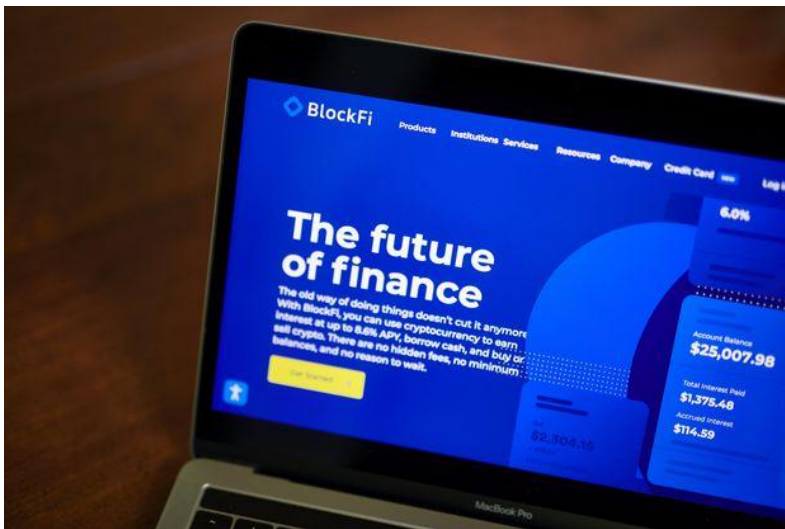 BlockFi
Products
Institutions
Services
Resources
Company
Credit Card
Log i
The future
of finance
The old way of doing things doesn't cut it anymore
With BlockFi, you can use cryptocurrency to earn
interest at up to 8.6% APY, borrow cash, and buy or
sell crypto. There are no hidden fees, no minimum
balances, and no reason to wait.
Get Started
6.0%
Account Balance
$25,007.98
Total Interest Paid
$1,375.48
Accrued Interest
$114.59
$2,304.16
MacBook Pro